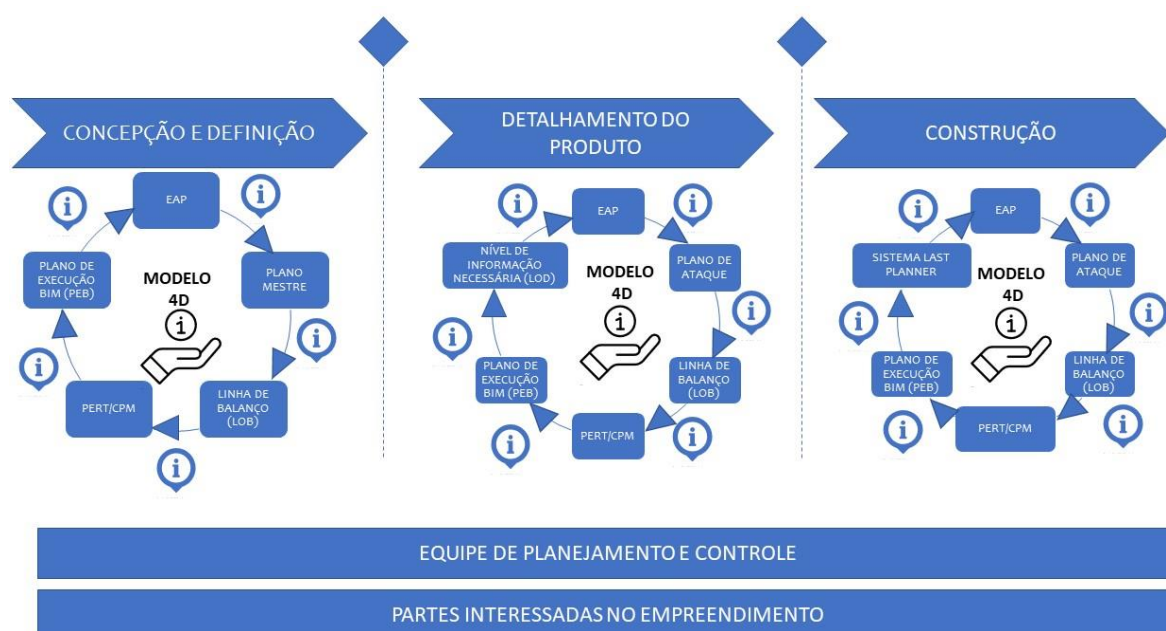 CONCEPÇÃO E DEFINIÇÃO
EAP
PLANO
MESTRE
LINHA DE
BALANÇO
(LOB)
PERT/CPM
PLANO DE
EXECUÇÃO
BIM (PEB)
MODELO
4D
DETALHAMENTO DO
PRODUTO
EAP
PLANO DE
ATAQUE
LINHA DE
BALANÇO
(LOB)
PERT/CPM
PLANO DE
EXECUÇÃO
BIM (PEB)
NÍVEL DE
INFORMAÇÃO
NECESSÁRIA (LOD)
MODELO
4D
CONSTRUÇÃO
EAP
PLANO DE
ATAQUE
LINHA DE
BALANÇO
(LOB)
PERT/CPM
PLANO DE
EXECUÇÃO
BIM (PEB)
SISTEMA LAST
PLANNER
MODELO
4D
EQUIPE DE PLANEJAMENTO E CONTROLE
PARTES INTERESSADAS NO EMPREENDIMENTO